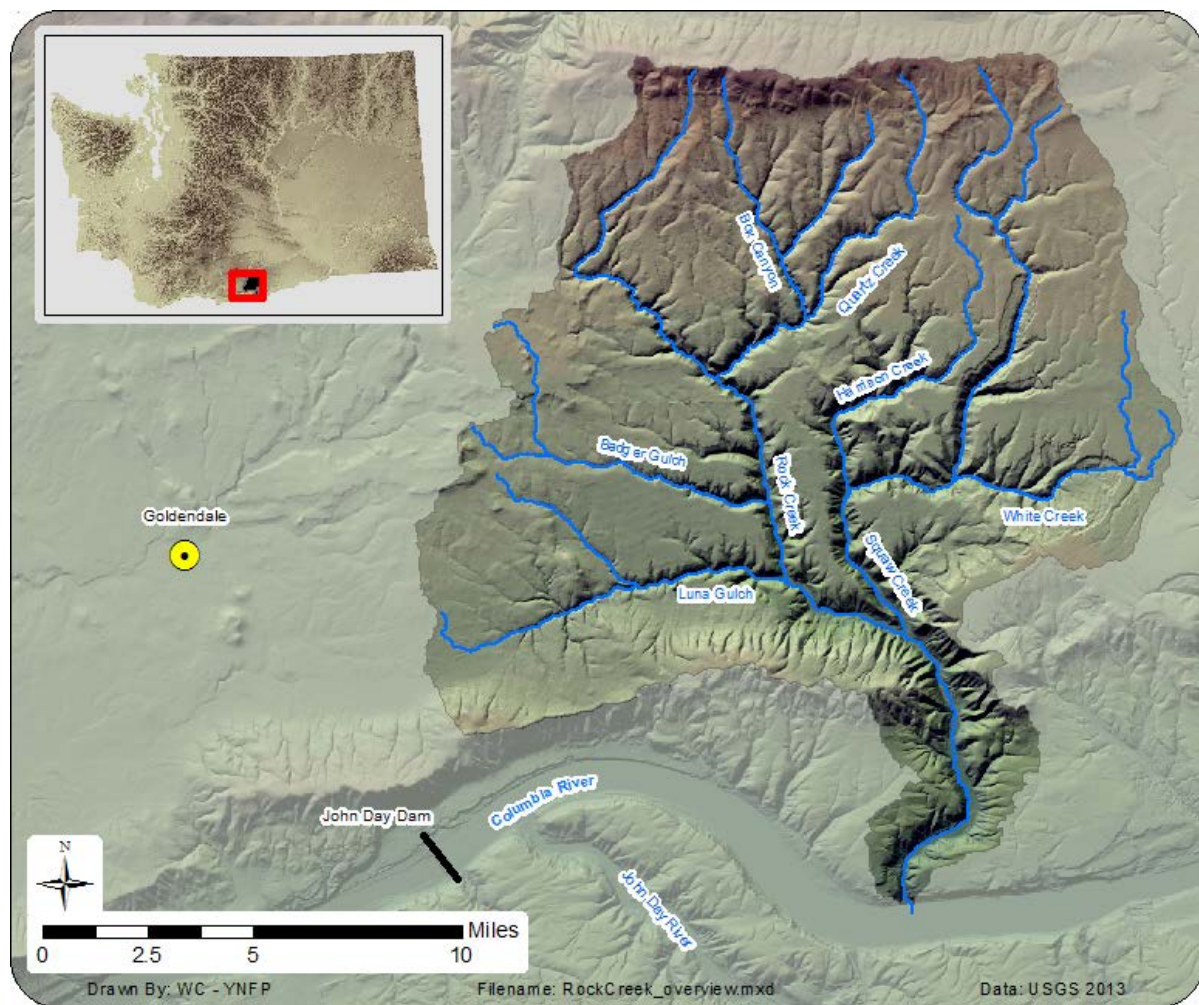 Box Canyon
Quartz Creek
Harrison Creek
Badger Gulch
Rock Creek
Goldendale
White Creek
Squaw Creek
Luna Gulch
Columbia River
John Day Dam
John Day River
N
Miles
0 2.5 5 10
Drawn By: WC - YNFP Filename: RockCreek_overview.mxd Data: USGS 2013